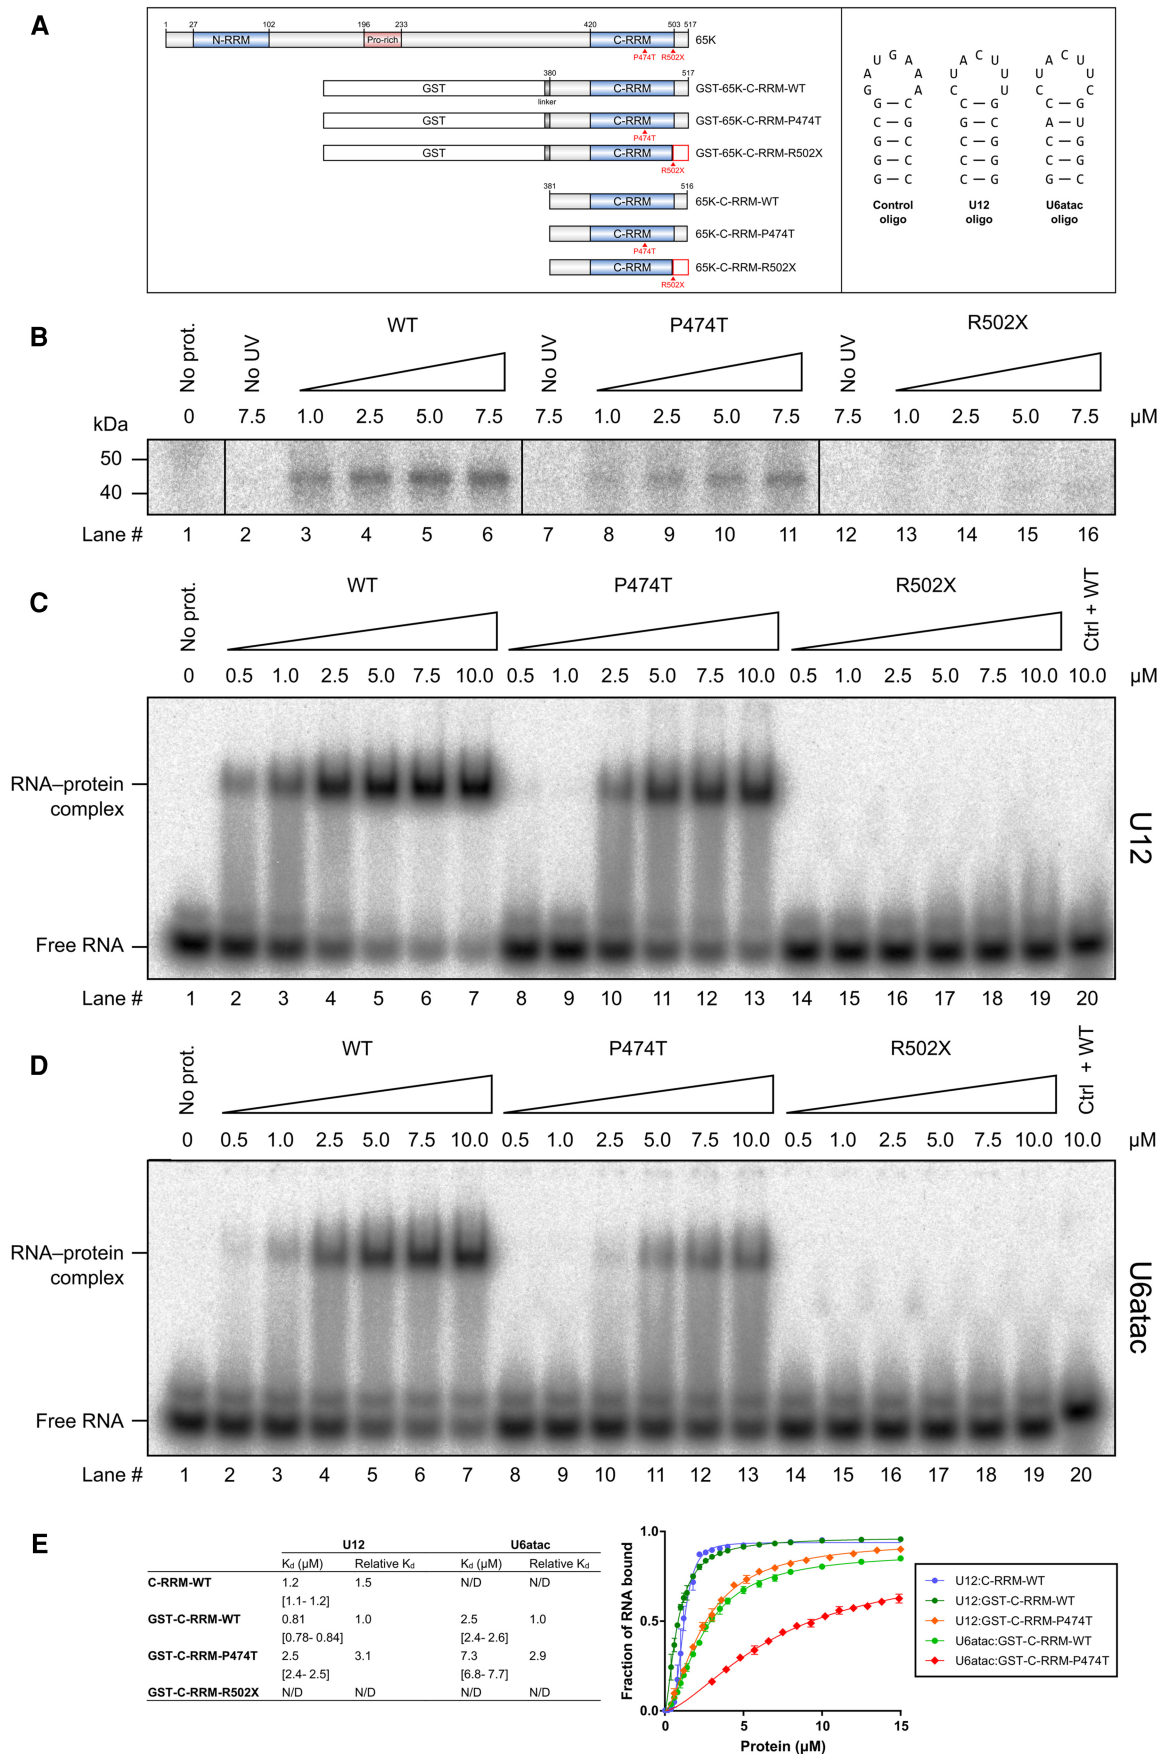 A
1 27 102 196 233 420 503 517
N-RRM Pro-rich C-RRM 65K
P474T R502X
380 517
GST C-RRM GST-65K-C-RRM-WT
linker
GST C-RRM GST-65K-C-RRM-P474T
P474T
GST C-RRM GST-65K-C-RRM-R502X
R502X
381 516
C-RRM 65K-C-RRM-WT
C-RRM 65K-C-RRM-P474T
P474T
C-RRM 65K-C-RRM-R502X
R502X
U G A
A A
G A
G – C
C – G
G – C
G – C
G – C
Control
oligo
A C U
U U
C U
C – G
G – C
C – G
C – G
C – G
U12
oligo
A C U
U U
C C
C – G
A – U
C – G
C – G
G – C
U6atac
oligo
B
No prot. No UV WT No UV P474T No UV R502X
0 7.5 1.0 2.5 5.0 7.5 7.5 1.0 2.5 5.0 7.5 7.5 1.0 2.5 5.0 7.5 µM
kDa
50
40
Lane # 1 2 3 4 5 6 7 8 9 10 11 12 13 14 15 16
C
No prot. WT P474T R502X Ctrl + WT
0 0.5 1.0 2.5 5.0 7.5 10.0 0.5 1.0 2.5 5.0 7.5 10.0 0.5 1.0 2.5 5.0 7.5 10.0 10.0 µM
RNA–protein
complex
Free RNA
U12
Lane # 1 2 3 4 5 6 7 8 9 10 11 12 13 14 15 16 17 18 19 20
D
No prot. WT P474T R502X Ctrl + WT
0 0.5 1.0 2.5 5.0 7.5 10.0 0.5 1.0 2.5 5.0 7.5 10.0 0.5 1.0 2.5 5.0 7.5 10.0 10.0 µM
RNA–protein
complex
Free RNA
U6atac
Lane # 1 2 3 4 5 6 7 8 9 10 11 12 13 14 15 16 17 18 19 20
E
U12 U6atac
Kd (µM) Relative Kd Kd (µM) Relative Kd
C-RRM-WT 1.2 1.5 N/D N/D
[1.1- 1.2]
GST-C-RRM-WT 0.81 1.0 2.5 1.0
[0.78- 0.84] [2.4- 2.6]
GST-C-RRM-P474T 2.5 3.1 7.3 2.9
[2.4- 2.5] [6.8- 7.7]
GST-C-RRM-R502X N/D N/D N/D N/D
Fraction of RNA bound
1.0
0.5
0.0
0 5 10 15
Protein (µM)
U12:C-RRM-WT
U12:GST-C-RRM-WT
U12:GST-C-RRM-P474T
U6atac:GST-C-RRM-WT
U6atac:GST-C-RRM-P474T